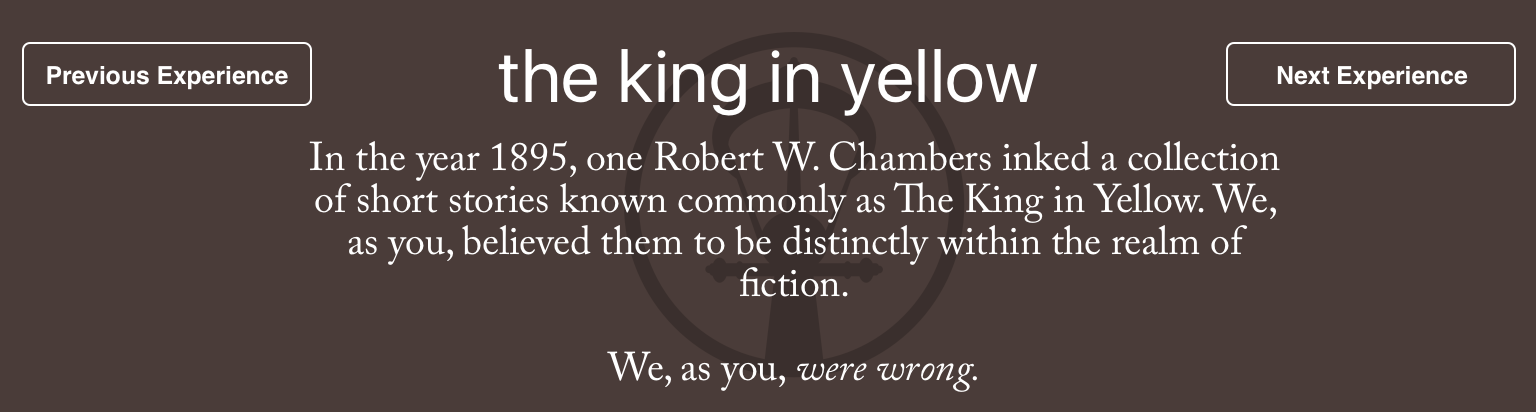 Previous Experience
the king in yellow
Next Experience
In the year 1895, one Robert W. Chambers inked a collection
of short stories known commonly as The King in Yellow. We,
as you, believed them to be distinctly within the realm of
fiction.
We, as you, were wrong.